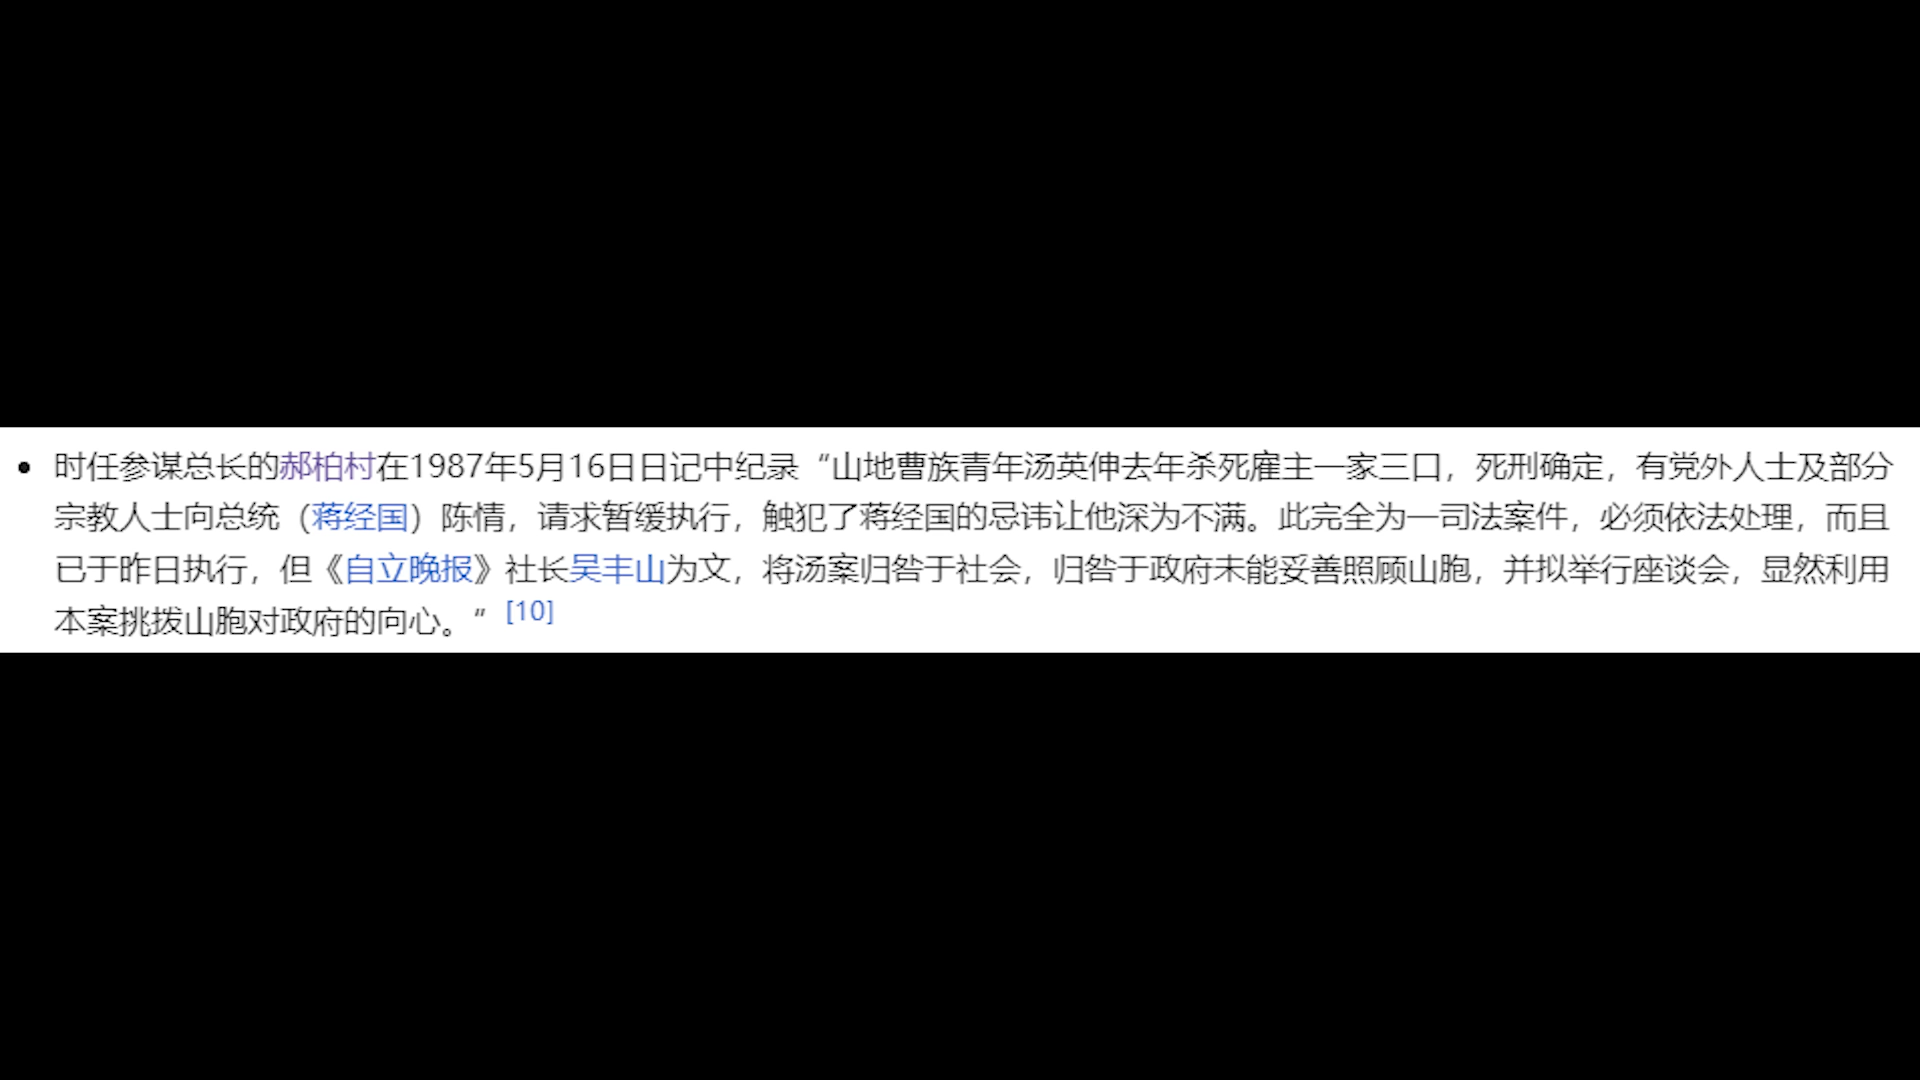 • 时任参谋总长的郝柏村在1987年5月16日日记中纪录“山地曹族青年汤英伸去年杀死雇主一家三口，死刑确定，有党外人士及部分
宗教人士向总统（蒋经国）陈情，请求暂缓执行，触犯了蒋经国的忌讳让他深为不满。此完全为一司法案件，必须依法处理，而且
已于昨日执行，但《自立晚报》社长吴丰山为文，将汤案归咎于社会，归咎于政府未能妥善照顾山胞，并拟举行座谈会，显然利用
本案挑拨山胞对政府的向心。” [10]